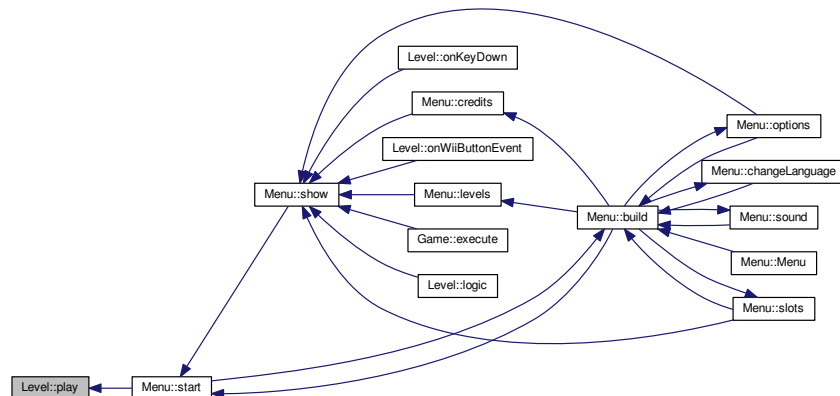 Level::onKeyDown
Menu::credits
Menu::options
Level::onWiiButtonEvent
Menu::changeLanguage
Menu::show
Menu::levels
Menu::build
Menu::sound
Game::execute
Menu::Menu
Level::logic
Menu::slots
Level::play
Menu::start